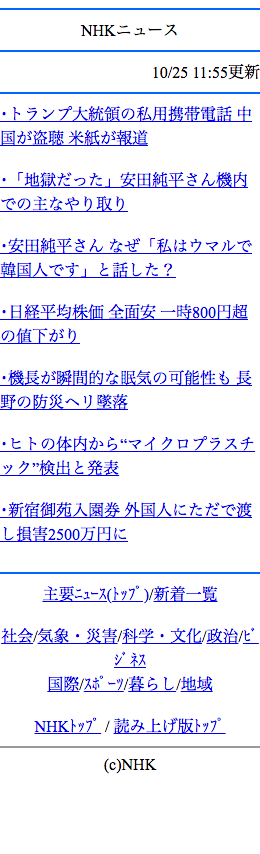 NHKニュース
10/25 11:55更新
･トランプ大統領の私用携帯電話 中
国が盗聴 米紙が報道
･「地獄だった」安田純平さん機内
での主なやり取り
･安田純平さん なぜ「私はウマルで
韓国人です」と話した？
･日経平均株価 全面安 一時800円超
の値下がり
･機長が瞬間的な眠気の可能性も 長
野の防災ヘリ墜落
･ヒトの体内から“マイクロプラスチ
ック”検出と発表
･新宿御苑入園券 外国人にただで渡
し損害2500万円に
主要ﾆｭｰｽ(ﾄｯﾌﾟ)/新着一覧
社会/気象・災害/科学・文化/政治/ﾋﾞ
ｼﾞﾈｽ
国際/ｽﾎﾟｰﾂ/暮らし/地域
NHKﾄｯﾌﾟ / 読み上げ版ﾄｯﾌﾟ
(c)NHK